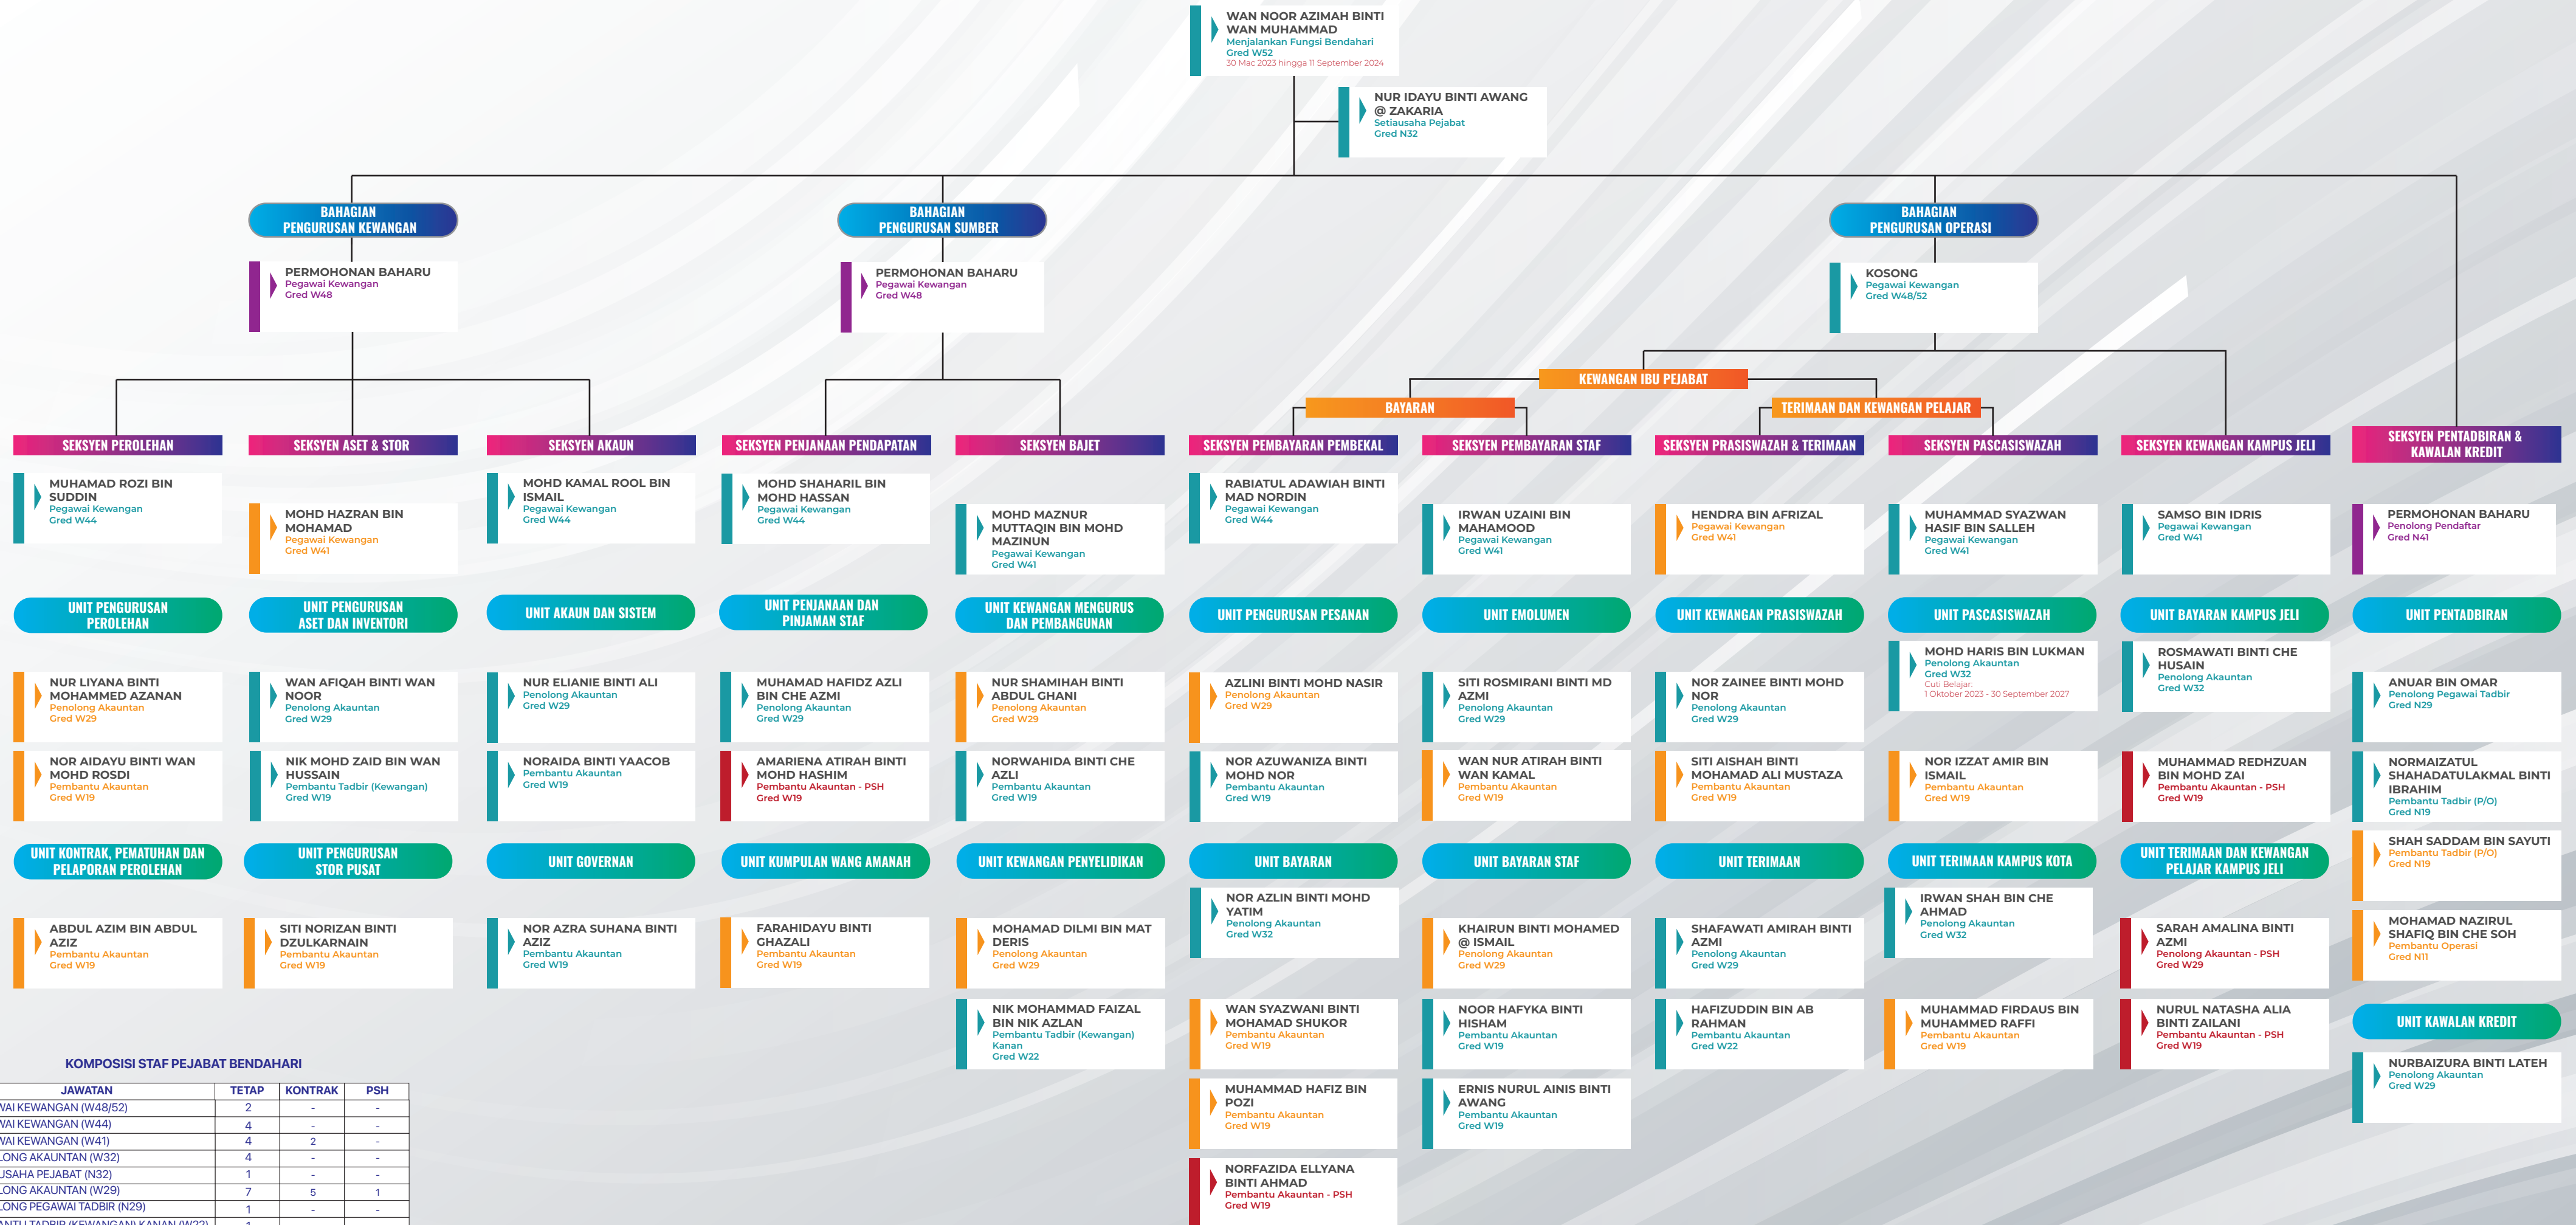 WAN NOOR AZIMAH BINTI
WAN MUHAMMAD
Menjalankan Fungsi Bendahari
Gred W52
30 Mac 2023 hingga 11 September 2024
NUR IDAYU BINTI AWANG
@ ZAKARIA
Setiausaha Pejabat
Gred N32
BAHAGIAN
PENGURUSAN KEWANGAN
PERMOHONAN BAHARU
Pegawai Kewangan
Gred W48
BAHAGIAN
PENGURUSAN SUMBER
PERMOHONAN BAHARU
Pegawai Kewangan
Gred W48
BAHAGIAN
PENGURUSAN OPERASI
KOSONG
Pegawai Kewangan
Gred W48/52
KEWANGAN IBU PEJABAT
BAYARAN
TERIMAAN DAN KEWANGAN PELAJAR
SEKSYEN PEROLEHAN
MUHAMAD ROZI BIN
SUDDIN
Pegawai Kewangan
Gred W44
UNIT PENGURUSAN
PEROLEHAN
NUR LIYANA BINTI
MOHAMMED AZANAN
Penolong Akauntan
Gred W29
NOR AIDAYU BINTI WAN
MOHD ROSDI
Pembantu Akauntan
Gred W19
UNIT KONTRAK, PEMATUHAN DAN
PELAPORAN PEROLEHAN
ABDUL AZIM BIN ABDUL
AZIZ
Pembantu Akauntan
Gred W19
SEKSYEN ASET & STOR
MOHD HAZRAN BIN
MOHAMAD
Pegawai Kewangan
Gred W41
UNIT PENGURUSAN
ASET DAN INVENTORI
WAN AFIQAH BINTI WAN
NOOR
Penolong Akauntan
Gred W29
NIK MOHD ZAID BIN WAN
HUSSAIN
Pembantu Tadbir (Kewangan)
Gred W19
UNIT PENGURUSAN
STOR PUSAT
SITI NORIZAN BINTI
DZULKARNAIN
Pembantu Akauntan
Gred W19
SEKSYEN AKAUN
MOHD KAMAL ROOL BIN
ISMAIL
Pegawai Kewangan
Gred W44
UNIT AKAUN DAN SISTEM
NUR ELIANIE BINTI ALI
Penolong Akauntan
Gred W29
NORAIDA BINTI YAACOB
Pembantu Akauntan
Gred W19
UNIT GOVERNAN
NOR AZRA SUHANA BINTI
AZIZ
Pembantu Akauntan
Gred W19
SEKSYEN PENJANAAN PENDAPATAN
MOHD SHAHARIL BIN
MOHD HASSAN
Pegawai Kewangan
Gred W44
UNIT PENJANAAN DAN
PINJAMAN STAF
MUHAMAD HAFIDZ AZLI
BIN CHE AZMI
Penolong Akauntan
Gred W29
AMARIENA ATIRAH BINTI
MOHD HASHIM
Pembantu Akauntan - PSH
Gred W19
UNIT KUMPULAN WANG AMANAH
FARAHIDAYU BINTI
GHAZALI
Pembantu Akauntan
Gred W19
SEKSYEN BAJET
MOHD MAZNUR
MUTTAQIN BIN MOHD
MAZINUN
Pegawai Kewangan
Gred W41
UNIT KEWANGAN MENGURUS
DAN PEMBANGUNAN
NUR SHAMIHAH BINTI
ABDUL GHANI
Penolong Akauntan
Gred W29
NORWAHIDA BINTI CHE
AZLI
Pembantu Akauntan
Gred W19
UNIT KEWANGAN PENYELIDIKAN
MOHAMAD DILMI BIN MAT
DERIS
Penolong Akauntan
Gred W29
NIK MOHAMMAD FAIZAL
BIN NIK AZLAN
Pembantu Tadbir (Kewangan)
Kanan
Gred W22
SEKSYEN PEMBAYARAN PEMBEKAL
RABIATUL ADAWIAH BINTI
MAD NORDIN
Pegawai Kewangan
Gred W44
UNIT PENGURUSAN PESANAN
AZLINI BINTI MOHD NASIR
Penolong Akauntan
Gred W29
NOR AZUWANIZA BINTI
MOHD NOR
Pembantu Akauntan
Gred W19
UNIT BAYARAN
NOR AZLIN BINTI MOHD
YATIM
Penolong Akauntan
Gred W32
WAN SYAZWANI BINTI
MOHAMAD SHUKOR
Pembantu Akauntan
Gred W19
MUHAMMAD HAFIZ BIN
POZI
Pembantu Akauntan
Gred W19
NORFAZIDA ELLYANA
BINTI AHMAD
Pembantu Akauntan - PSH
Gred W19
SEKSYEN PEMBAYARAN STAF
IRWAN UZAINI BIN
MAHAMOOD
Pegawai Kewangan
Gred W41
UNIT EMOLUMEN
SITI ROSMIRANI BINTI MD
AZMI
Penolong Akauntan
Gred W29
WAN NUR ATIRAH BINTI
WAN KAMAL
Pembantu Akauntan
Gred W19
UNIT BAYARAN STAF
KHAIRUN BINTI MOHAMED
@ ISMAIL
Penolong Akauntan
Gred W29
NOOR HAFYKA BINTI
HISHAM
Pembantu Akauntan
Gred W19
ERNIS NURUL AINIS BINTI
AWANG
Pembantu Akauntan
Gred W19
SEKSYEN PRASISWAZAH & TERIMAAN
HENDRA BIN AFRIZAL
Pegawai Kewangan
Gred W41
UNIT KEWANGAN PRASISWAZAH
NOR ZAINEE BINTI MOHD
NOR
Penolong Akauntan
Gred W29
SITI AISHAH BINTI
MOHAMAD ALI MUSTAZA
Pembantu Akauntan
Gred W19
UNIT TERIMAAN
SHAFAWATI AMIRAH BINTI
AZMI
Penolong Akauntan
Gred W29
HAFIZUDDIN BIN AB
RAHMAN
Pembantu Akauntan
Gred W22
SEKSYEN PASCASISWAZAH
MUHAMMAD SYAZWAN
HASIF BIN SALLEH
Pegawai Kewangan
Gred W41
UNIT PASCASISWAZAH
MOHD HARIS BIN LUKMAN
Penolong Akauntan
Gred W32
Cuti Belajar:
1 Oktober 2023 - 30 September 2027
NOR IZZAT AMIR BIN
ISMAIL
Pembantu Akauntan
Gred W19
UNIT TERIMAAN KAMPUS KOTA
IRWAN SHAH BIN CHE
AHMAD
Penolong Akauntan
Gred W32
MUHAMMAD FIRDAUS BIN
MUHAMMED RAFFI
Pembantu Akauntan
Gred W19
SEKSYEN KEWANGAN KAMPUS JELI
SAMSO BIN IDRIS
Pegawai Kewangan
Gred W41
UNIT BAYARAN KAMPUS JELI
ROSMAWATI BINTI CHE
HUSAIN
Penolong Akauntan
Gred W32
MUHAMMAD REDHZUAN
BIN MOHD ZAI
Pembantu Akauntan - PSH
Gred W19
UNIT TERIMAAN DAN KEWANGAN
PELAJAR KAMPUS JELI
SARAH AMALINA BINTI
AZMI
Penolong Akauntan - PSH
Gred W29
NURUL NATASHA ALIA
BINTI ZAILANI
Pembantu Akauntan - PSH
Gred W19
SEKSYEN PENTADBIRAN &
KAWALAN KREDIT
PERMOHONAN BAHARU
Penolong Pendaftar
Gred N41
UNIT PENTADBIRAN
ANUAR BIN OMAR
Penolong Pegawai Tadbir
Gred N29
NORMAIZATUL
SHAHADATULAKMAL BINTI
IBRAHIM
Pembantu Tadbir (P/O)
Gred N19
SHAH SADDAM BIN SAYUTI
Pembantu Tadbir (P/O)
Gred N19
MOHAMAD NAZIRUL
SHAFIQ BIN CHE SOH
Pembantu Operasi
Gred N11
UNIT KAWALAN KREDIT
NURBAIZURA BINTI LATEH
Penolong Akauntan
Gred W29
KOMPOSISI STAF PEJABAT BENDAHARI
JAWATAN TETAP KONTRAK PSH
WAI KEWANGAN (W48/52) 2 - -
WAI KEWANGAN (W44) 4 - -
WAI KEWANGAN (W41) 4 2 -
LONG AKAUNTAN (W32) 4 - -
USAHA PEJABAT (N32) 1 - -
LONG AKAUNTAN (W29) 7 5 1
LONG PEGAWAI TADBIR (N29) 1 - -
ANTU TADBIR (KEWANGAN) KANAN (W22) 1